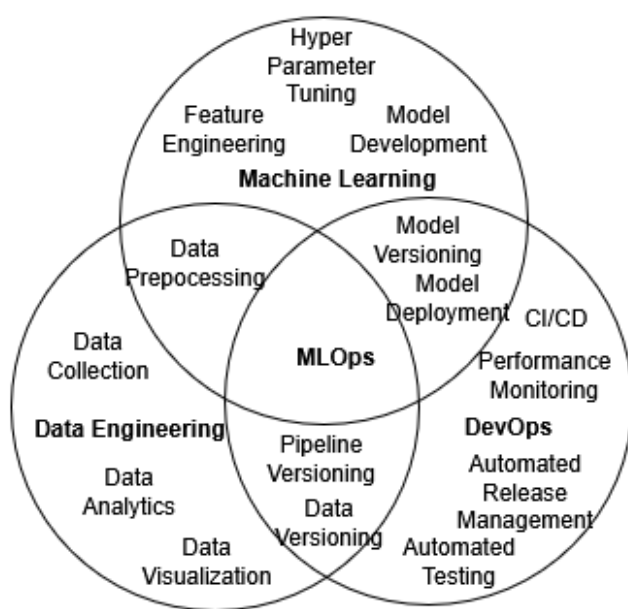 Hyper
Parameter
Tuning
Feature
Engineering
Model
Development
Machine Learning
Data
Prepocessing
Model
Versioning
Model
Deployment
CI/CD
Data
Collection
MLOps
Performance
Monitoring
Data Engineering
DevOps
Pipeline
Versioning
Automated
Release
Management
Data
Analytics
Data
Versioning
Data
Visualization
Automated
Testing